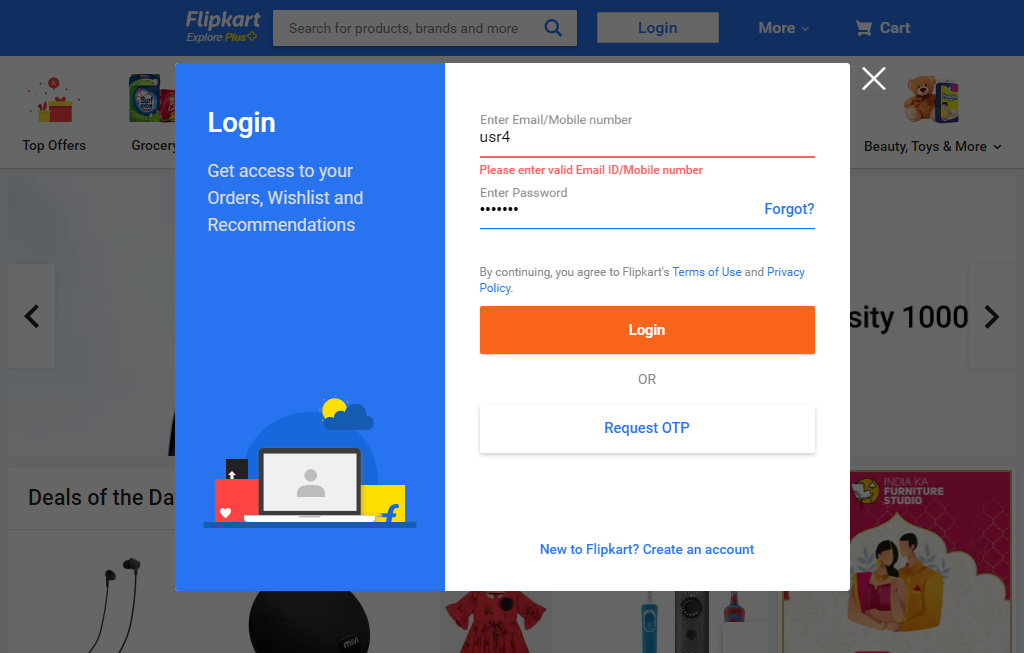 Flipkart
Explore Plus
Search for products, brands and more
Login
More
Cart
Top Offers
Grocery
Beauty, Toys & More
Login
Get access to your
Orders, Wishlist and
Recommendations
Enter Email/Mobile number
usr4
Please enter valid Email ID/Mobile number
Enter Password
•••••••
Forgot?
By continuing, you agree to Flipkart's Terms of Use and Privacy
Policy.
Login
OR
Request OTP
New to Flipkart? Create an account
sity 1000
Deals of the Da
INDIA KA
FURNITURE
STUDIO
mivi
Surf